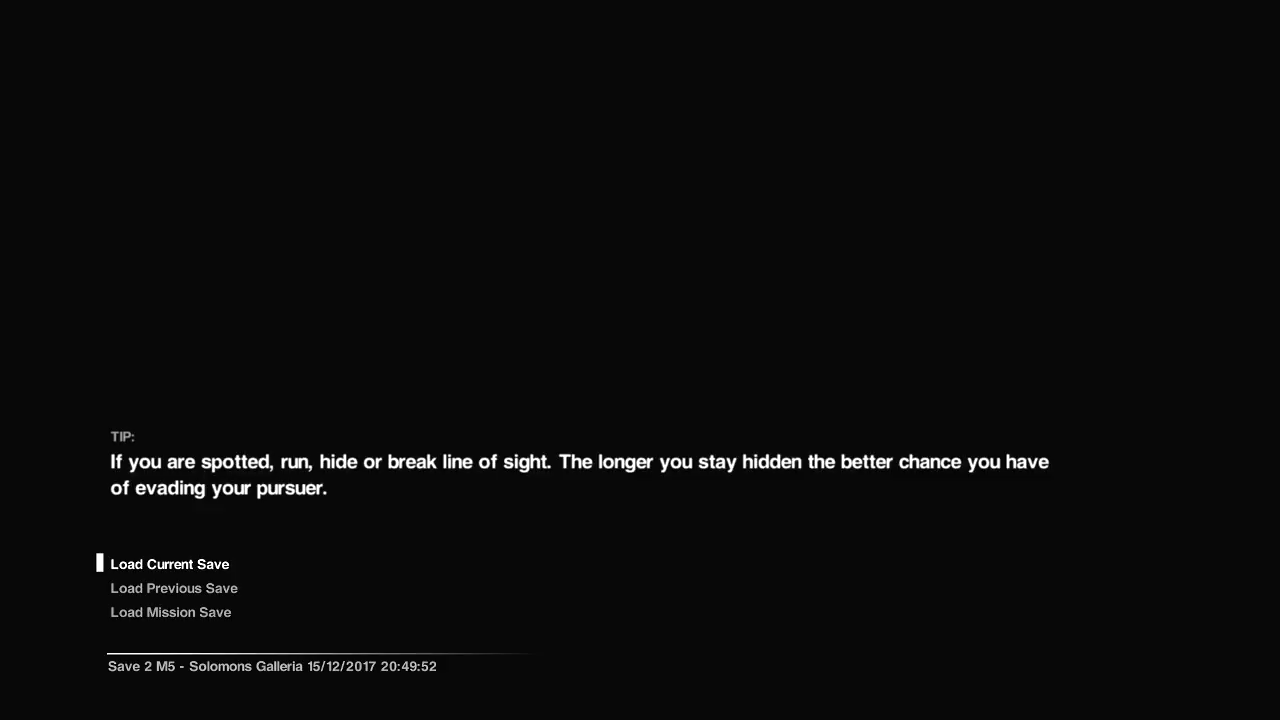 TIP:
If you are spotted, run, hide or break line of sight. The longer you stay hidden the better chance you have
of evading your pursuer.
Load Current Save
Load Previous Save
Load Mission Save
Save 2 M5 - Solomons Galleria 15/12/2017 20:49:52